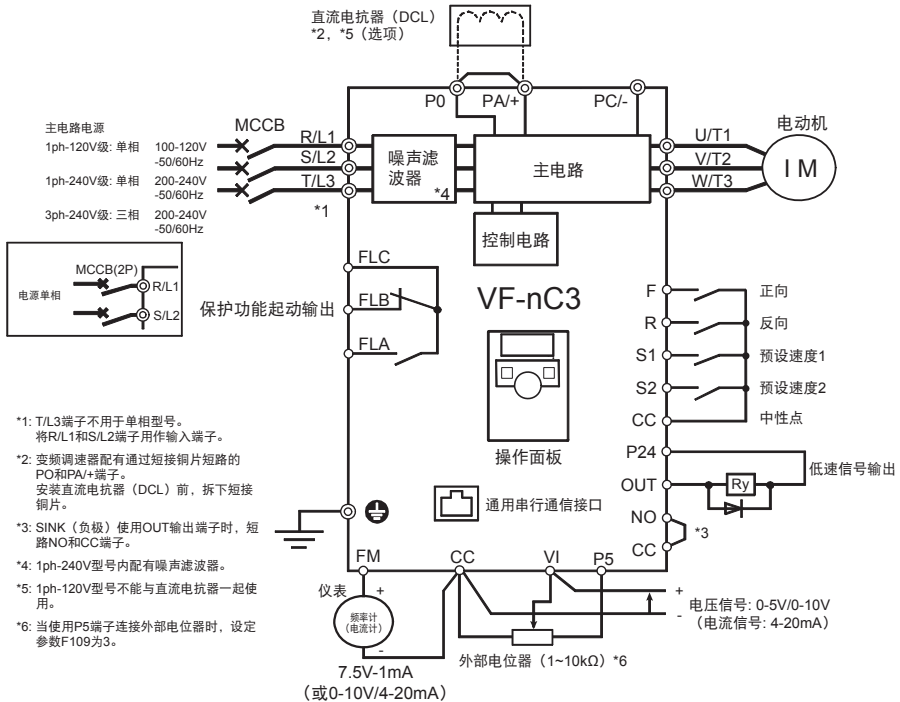 直流电抗器（DCL）
*2，*5（选项）
P0
PA/+
PC/-
主电路电源
1ph-120V级: 单相 100-120V
-50/60Hz
1ph-240V级: 单相 200-240V
-50/60Hz
3ph-240V级: 三相 200-240V
-50/60Hz
MCCB
R/L1
S/L2
T/L3
*1
噪声滤
波器
*4
主电路
控制电路
U/T1
V/T2
W/T3
电动机
I M
MCCB(2P)
电源单相
R/L1
S/L2
保护功能起动输出
FLC
FLB
FLA
VF-nC3
操作面板
通用串行通信接口
F
正向
R
反向
S1
预设速度1
S2
预设速度2
CC
中性点
P24
低速信号输出
OUT
Ry
NO
*3
CC
*1: T/L3端子不用于单相型号。
将R/L1和S/L2端子用作输入端子。
*2: 变频调速器配有通过短接铜片短路的
PO和PA/+端子。
安装直流电抗器（DCL）前，拆下短接
铜片。
*3: SINK（负极）使用OUT输出端子时，短
路NO和CC端子。
*4: 1ph-240V型号内配有噪声滤波器。
*5: 1ph-120V型号不能与直流电抗器一起使
用。
*6: 当使用P5端子连接外部电位器时，设定
参数F109为3。
FM
CC
VI
P5
仪表
+
频率计
（电流计）
-
7.5V-1mA
（或0-10V/4-20mA）
外部电位器（1~10kΩ）*6
+
-
电压信号: 0-5V/0-10V
（电流信号: 4-20mA）